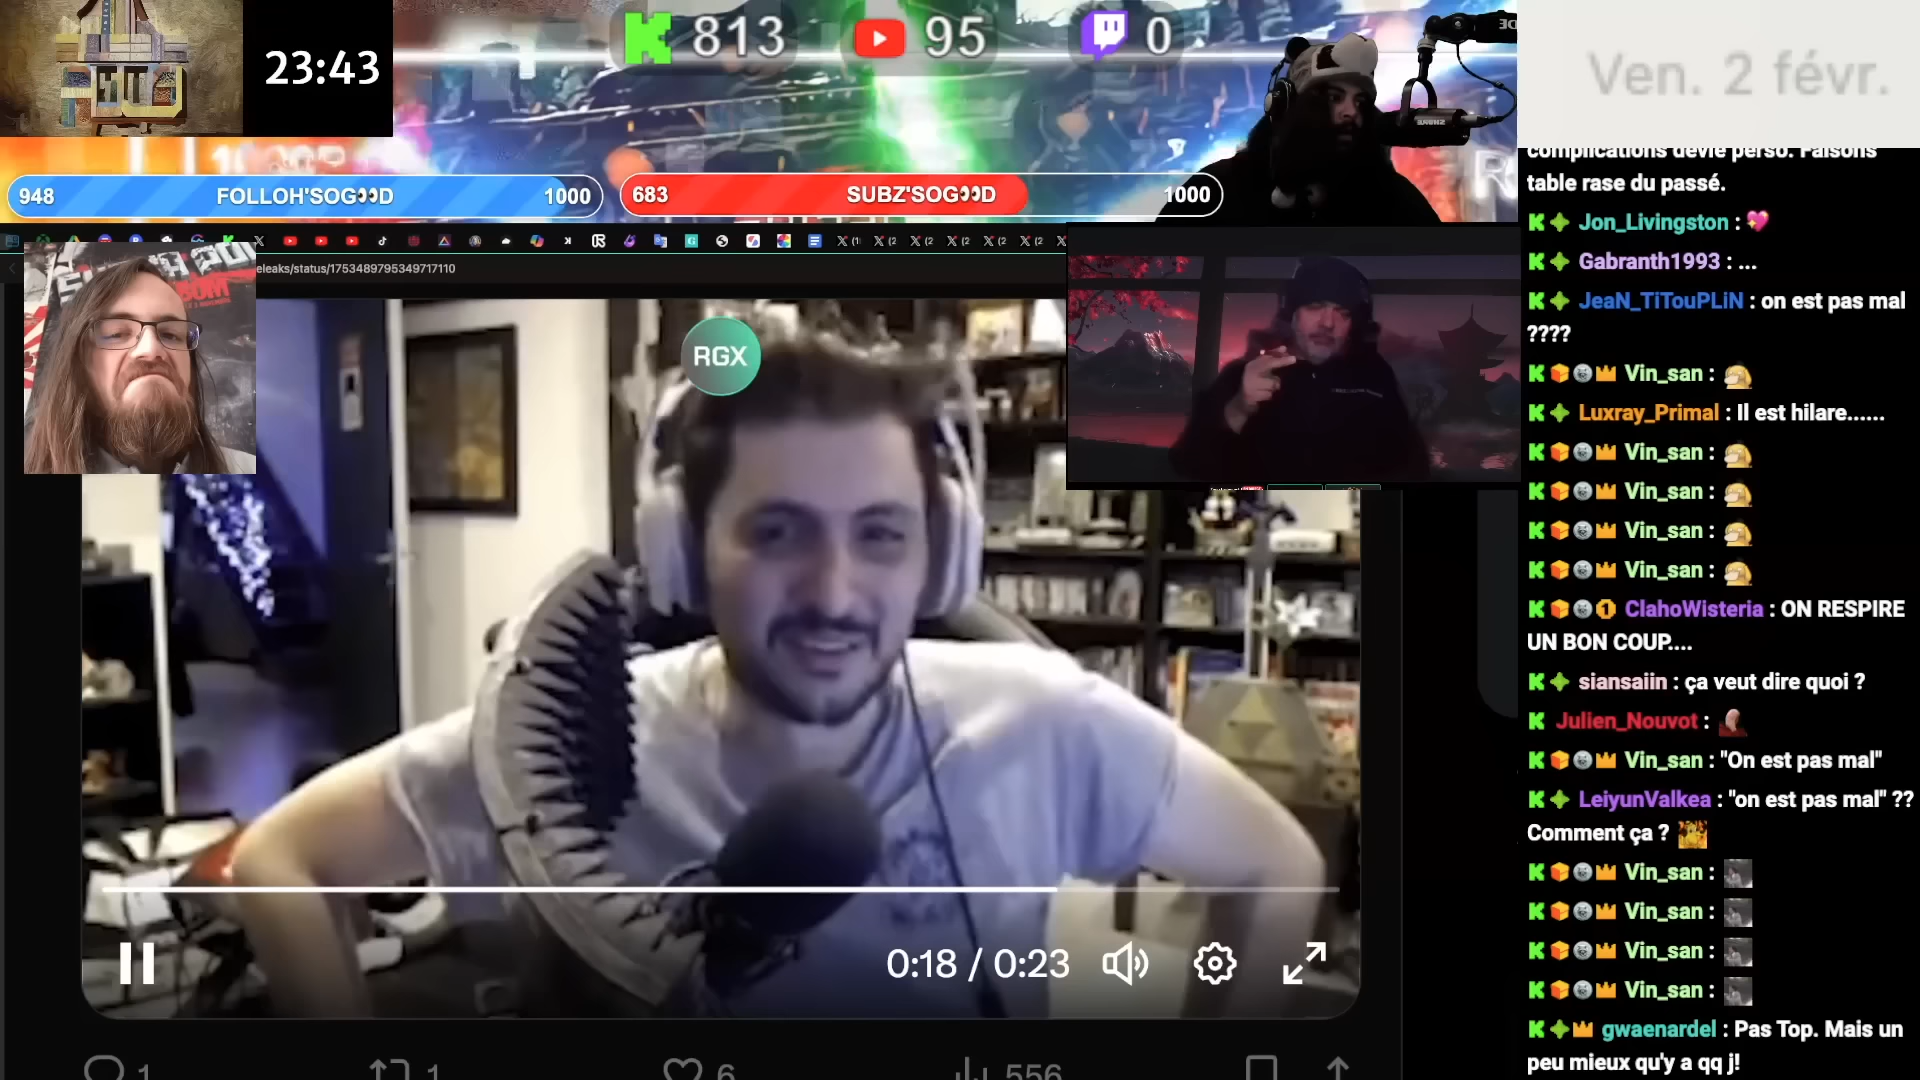 23:43
813
95
0
Ven. 2 févr.
948 FOLLOH'SOG👀D 1000
683 SUBZ'SOG👀D 1000
eleaks/status/1753489795349717110
RGX
0:18 / 0:23
1
1
6
556
complications devie perso. Faisons
table rase du passé.
Jon_Livingston : 💖
Gabranth1993 : ...
JeaN_TiTouPLiN : on est pas mal
????
Vin_san :
Luxray_Primal : Il est hilare......
Vin_san :
Vin_san :
Vin_san :
Vin_san :
ClahoWisteria : ON RESPIRE
UN BON COUP....
siansaiin : ça veut dire quoi ?
Julien_Nouvot :
Vin_san : "On est pas mal"
LeiyunValkea : "on est pas mal" ??
Comment ça ?
Vin_san :
Vin_san :
Vin_san :
Vin_san :
gwaenardel : Pas Top. Mais un
peu mieux qu'y a qq j!